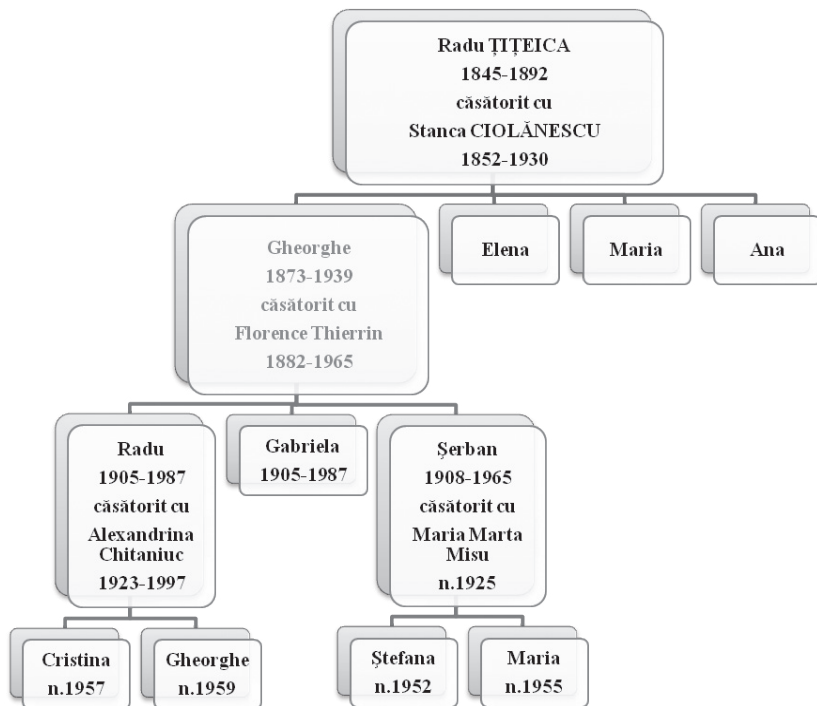 Radu ȚIȚEICA
1845-1892
căsătorit cu
Stanca CIOLĂNESCU
1852-1930
Gheorghe
1873-1939
căsătorit cu
Florence Thierrin
1882-1965
Elena
Maria
Ana
Radu
1905-1987
căsătorit cu
Alexandrina
Chitaniuc
1923-1997
Gabriela
1905-1987
Șerban
1908-1965
căsătorit cu
Maria Marta
Misu
n.1925
Cristina
n.1957
Gheorghe
n.1959
Ștefana
n.1952
Maria
n.1955